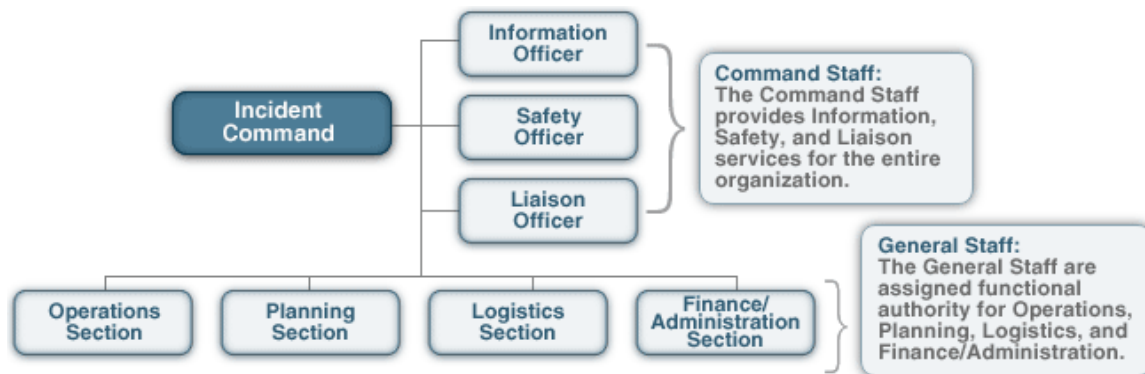 Information
Officer
Command Staff:
The Command Staff
provides Information,
Safety, and Liaison
services for the entire
organization.
Incident
Command
Safety
Officer
Liaison
Officer
General Staff:
The General Staff are
assigned functional
authority for Operations,
Planning, Logistics, and
Finance/Administration.
Operations
Section
Planning
Section
Logistics
Section
Finance/
Administration
Section